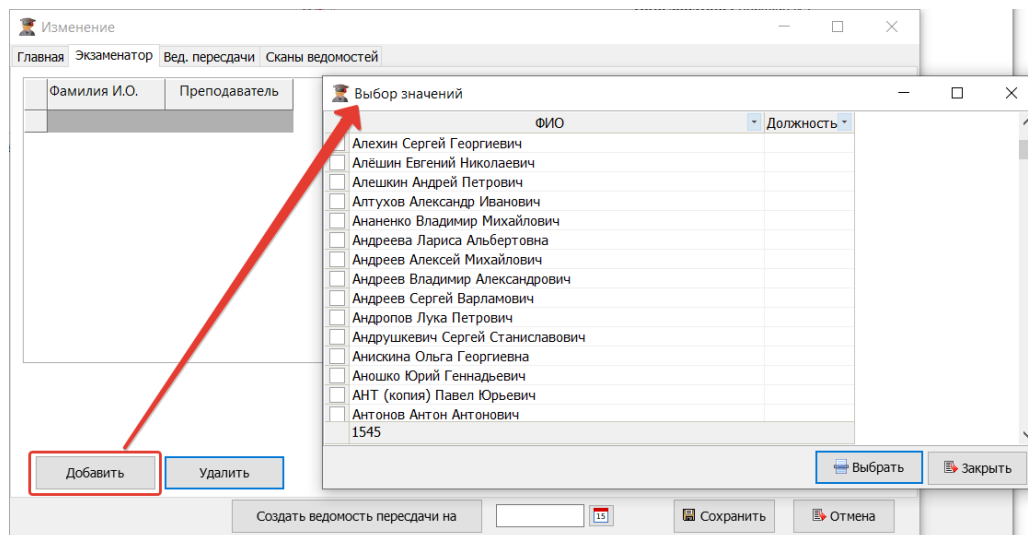 Изменение
Главная Экзаменатор Вед. пересдачи Сканы ведомостей
Фамилия И.О. Преподаватель
Выбор значений
ФИО Должность
Алехин Сергей Георгиевич
Алёшин Евгений Николаевич
Алешкин Андрей Петрович
Алтухов Александр Иванович
Ананенко Владимир Михайлович
Андреева Лариса Альбертовна
Андреев Алексей Михайлович
Андреев Владимир Александрович
Андреев Сергей Варламович
Андропов Лука Петрович
Андрушкевич Сергей Станиславович
Анискина Ольга Георгиевна
Аношко Юрий Геннадьевич
АНТ (копия) Павел Юрьевич
Антонов Антон Антонович
1545
Выбрать Закрыть
Добавить Удалить
Создать ведомость пересдачи на 15 Сохранить Отмена